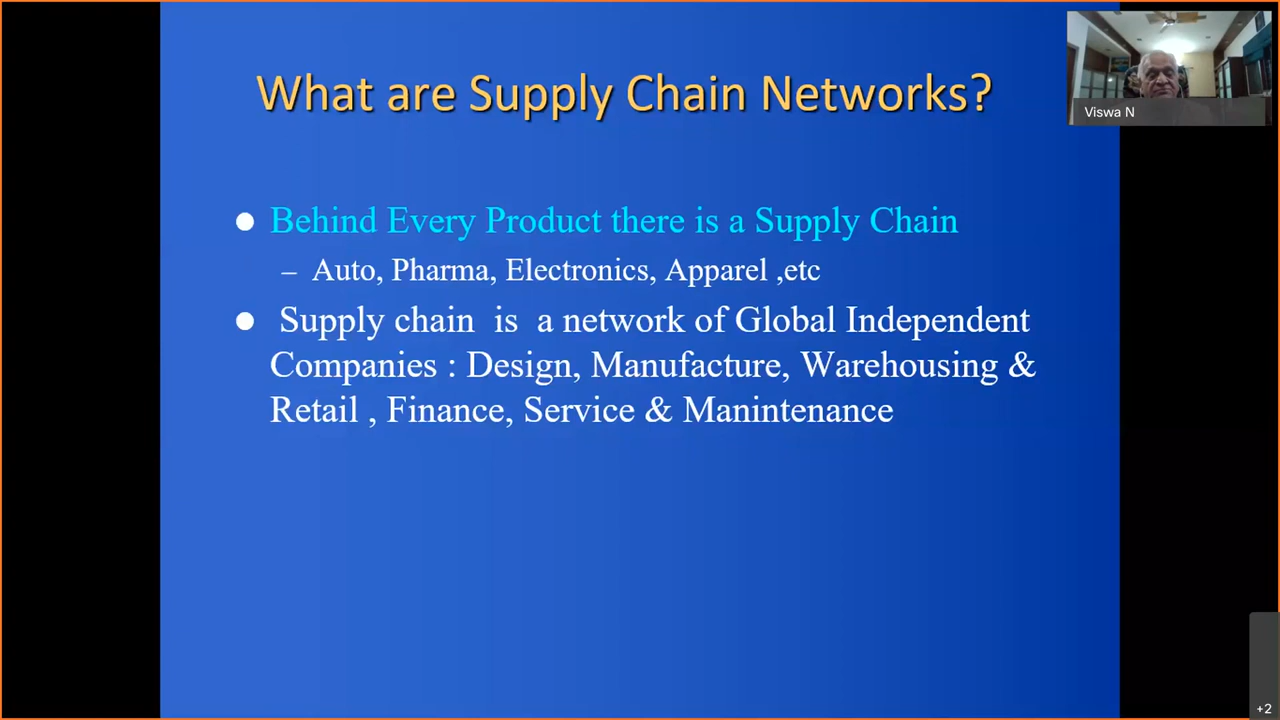 What are Supply Chain Networks?
Viswa N
● Behind Every Product there is a Supply Chain
– Auto, Pharma, Electronics, Apparel ,etc
● Supply chain is a network of Global Independent
Companies : Design, Manufacture, Warehousing &
Retail , Finance, Service & Manintenance
+2